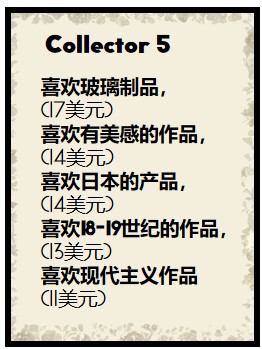 Collector 5
喜欢玻璃制品，
(17美元)
喜欢有美感的作品，
(14美元)
喜欢日本的产品，
(14美元)
喜欢18-19世纪的作品，
(13美元)
喜欢现代主义作品
(11美元)